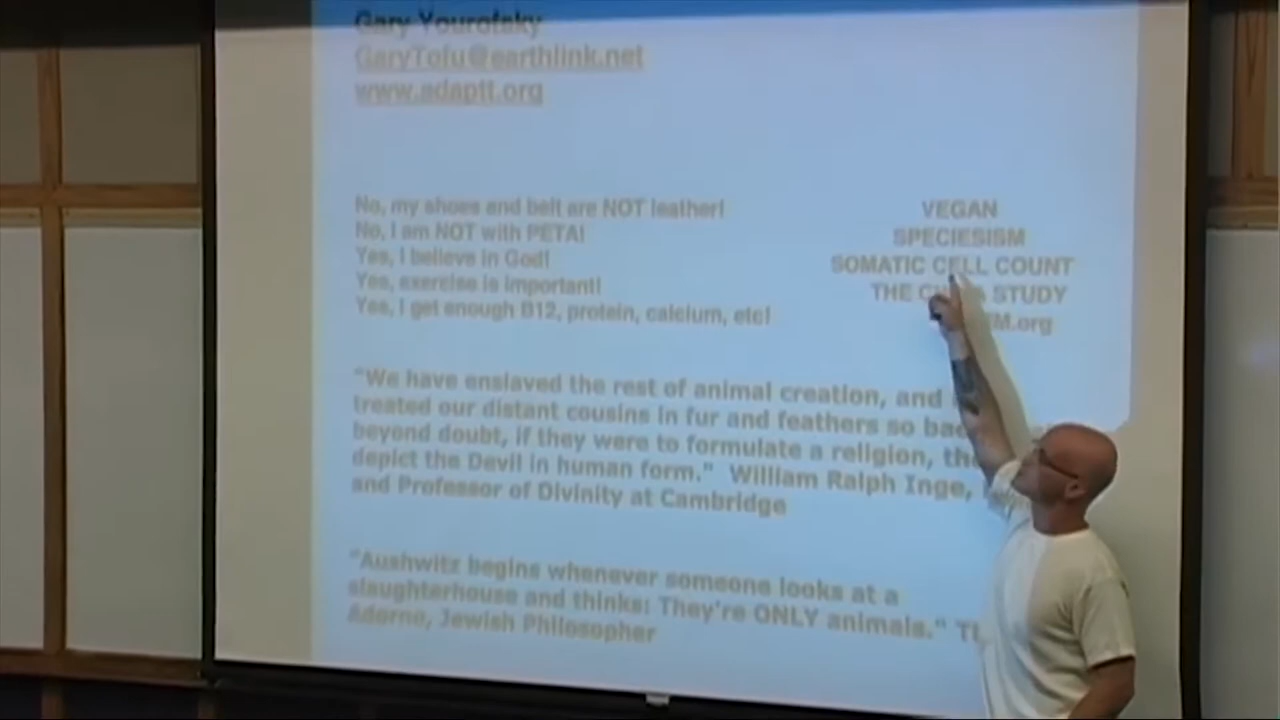 Gary Yourofsky
GaryTofu@earthlink.net
www.adaptt.org
No, my shoes and belt are NOT leather!
No, I am NOT with PETA!
Yes, I believe in God!
Yes, exercise is important!
Yes, I get enough B12, protein, calcium, etc!
VEGAN
SPECIESISM
SOMATIC CELL COUNT
THE STUDY
M.org
"We have enslaved the rest of animal creation, and
treated our distant cousins in fur and feathers so
beyond doubt, if they were to formulate a religion,
depict the Devil in human form." William Ralph Inge,
and Professor of Divinity at Cambridge
"Aushwitz begins whenever someone looks at a
slaughterhouse and thinks: They're ONLY animals."
Adorno, Jewish Philosopher